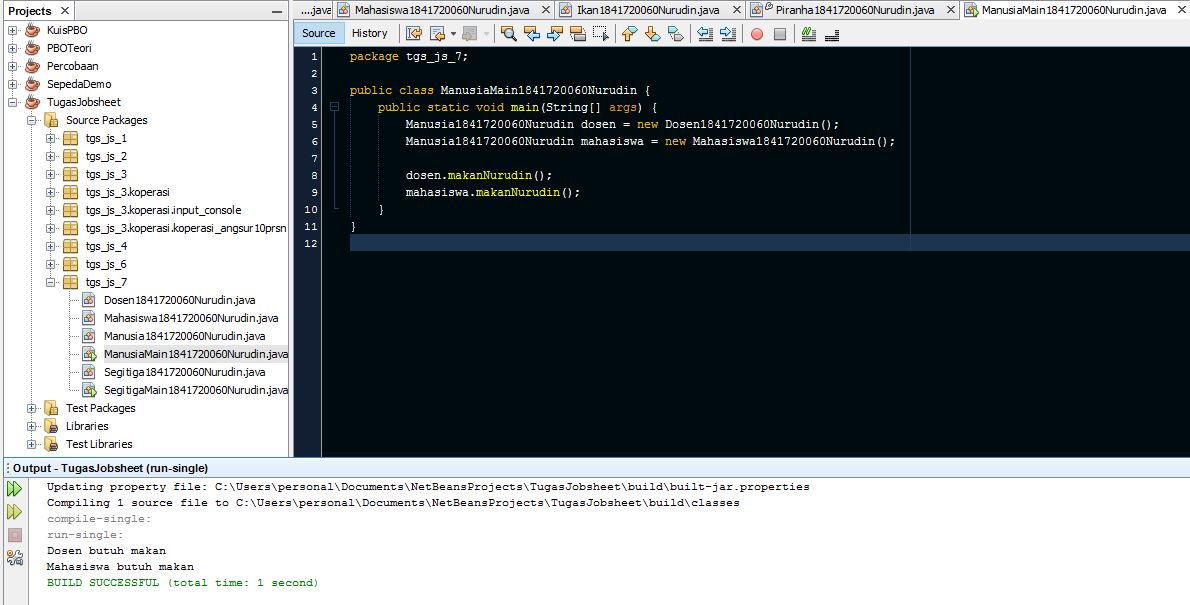 Projects
KuisPBO
PBOTeori
Percobaan
SepedaDemo
TugasJobsheet
Source Packages
tgs_js_1
tgs_js_2
tgs_js_3
tgs_js_3.koperasi
tgs_js_3.koperasi.input_console
tgs_js_3.koperasi.koperasi_angsur10prsn
tgs_js_4
tgs_js_6
tgs_js_7
Dosen1841720060Nurudin.java
Mahasiswa1841720060Nurudin.java
Manusia1841720060Nurudin.java
ManusiaMain1841720060Nurudin.java
Segitiga1841720060Nurudin.java
SegitigaMain1841720060Nurudin.java
Test Packages
Libraries
Test Libraries
....java Mahasiswa1841720060Nurudin.java Ikan1841720060Nurudin.java Piranha1841720060Nurudin.java ManusiaMain1841720060Nurudin.java
Source History
1 package tgs_js_7;
2
3 public class ManusiaMain1841720060Nurudin {
4 public static void main(String[] args) {
5 Manusia1841720060Nurudin dosen = new Dosen1841720060Nurudin();
6 Manusia1841720060Nurudin mahasiswa = new Mahasiswa1841720060Nurudin();
7
8 dosen.makanNurudin();
9 mahasiswa.makanNurudin();
10 }
11 }
12
Output - TugasJobsheet (run-single)
Updating property file: C:\Users\personal\Documents\NetBeansProjects\TugasJobsheet\build\built-jar.properties
Compiling 1 source file to C:\Users\personal\Documents\NetBeansProjects\TugasJobsheet\build\classes
compile-single:
run-single:
Dosen butuh makan
Mahasiswa butuh makan
BUILD SUCCESSFUL (total time: 1 second)